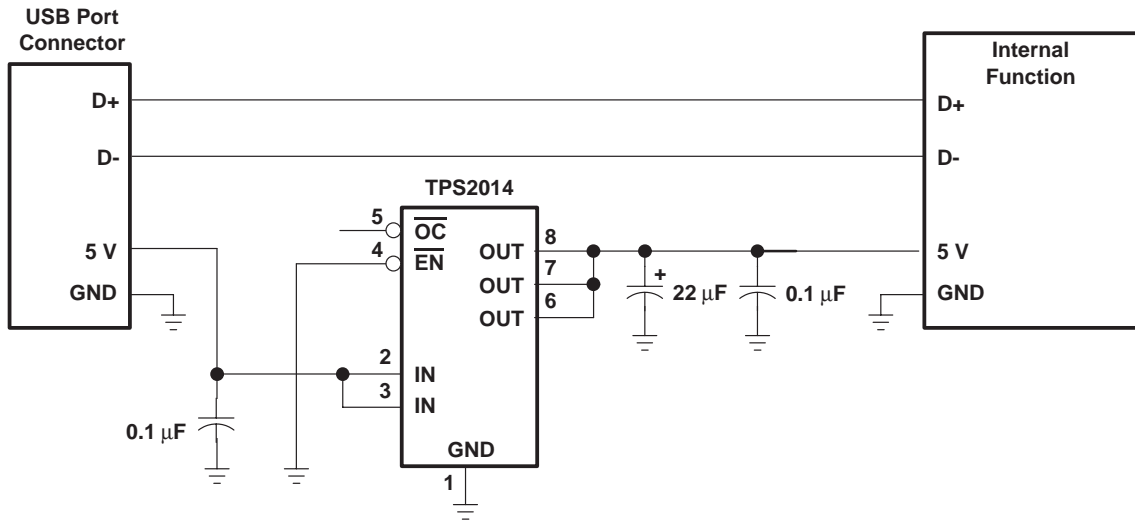 USB Port
Connector
D+
D-
5 V
GND
Internal
Function
D+
D-
5 V
GND
TPS2014
5
OC
4
EN
OUT
8
OUT
7
OUT
6
2
IN
3
IN
GND
1
+
22 μF
0.1 μF
0.1 μF